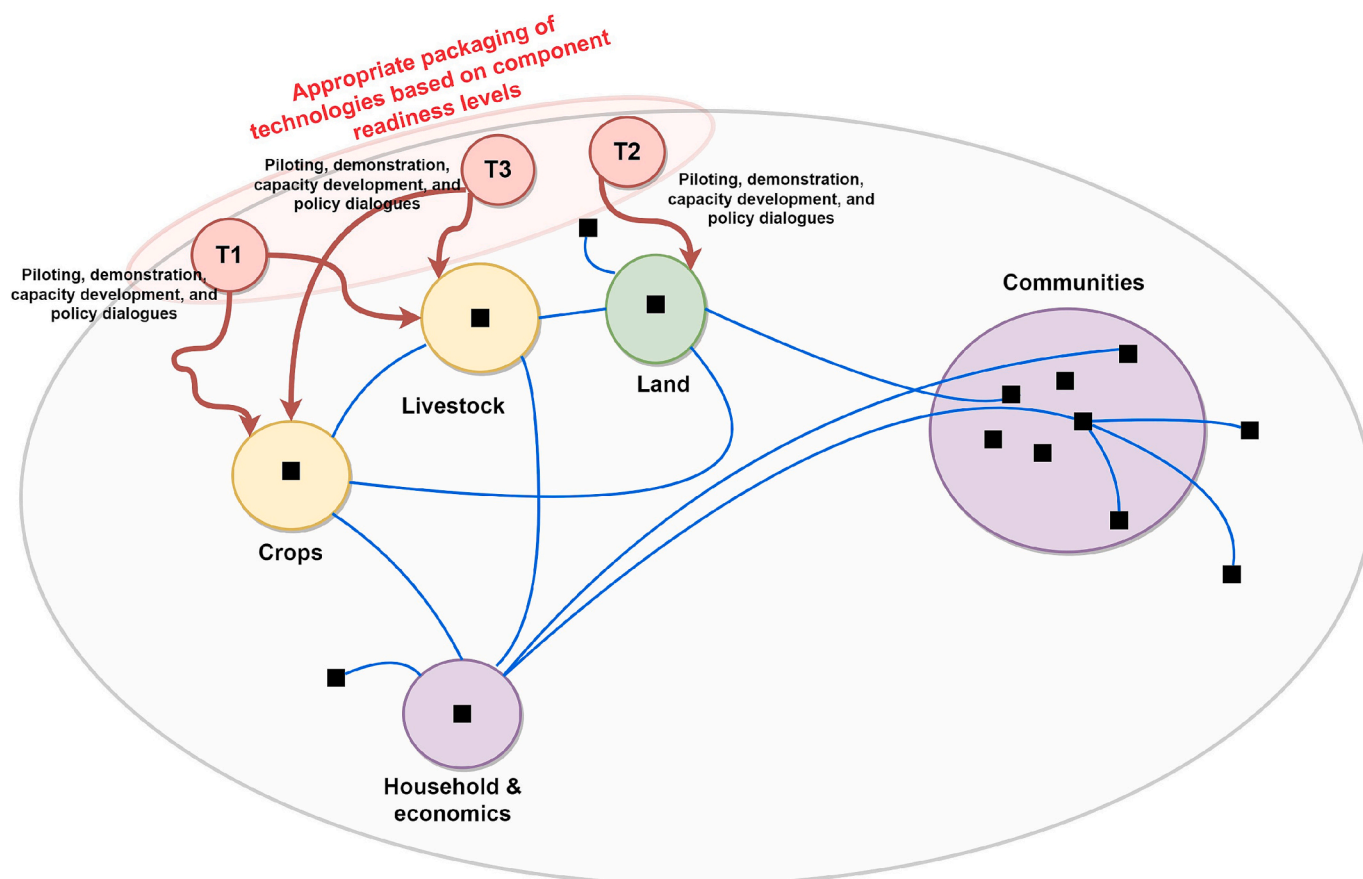 Appropriate packaging of
technologies based on component
readiness levels
T2
T3
Piloting, demonstration,
capacity development, and
policy dialogues
Piloting, demonstration,
capacity development, and
policy dialogues
T1
Piloting, demonstration,
capacity development, and
policy dialogues
Communities
Land
Livestock
Crops
Household &
economics